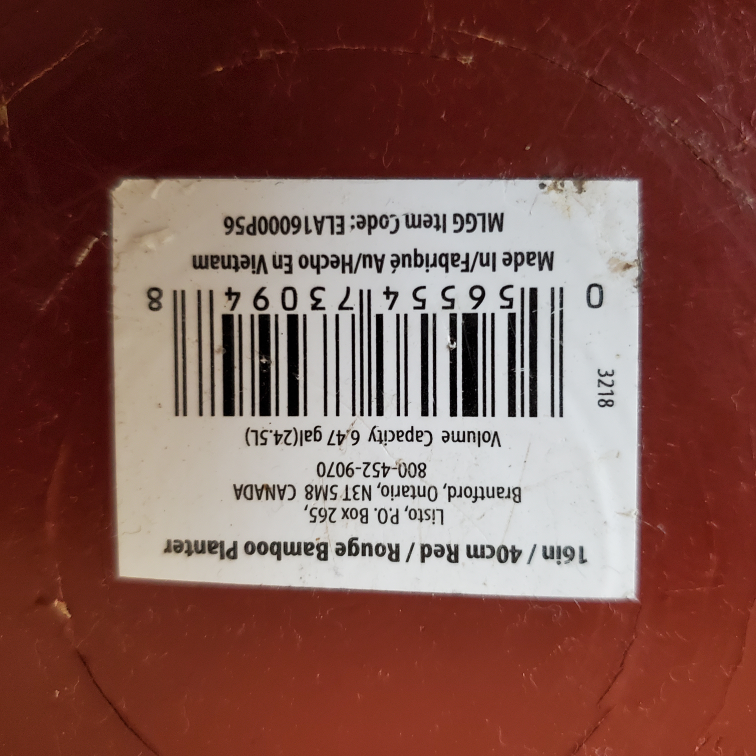 16in / 40cm Red / Rouge Bamboo Planter
Listo, P.O. Box 265,
Brantford, Ontario, N3T 5M8 CANADA
800-452-9070
Volume Capacity 6.47 gal(24.5L)
3218
0 56554 73094 8
Made In/Fabriqué Au/Hecho En Vietnam
MLGG Item Code: ELA16000P56